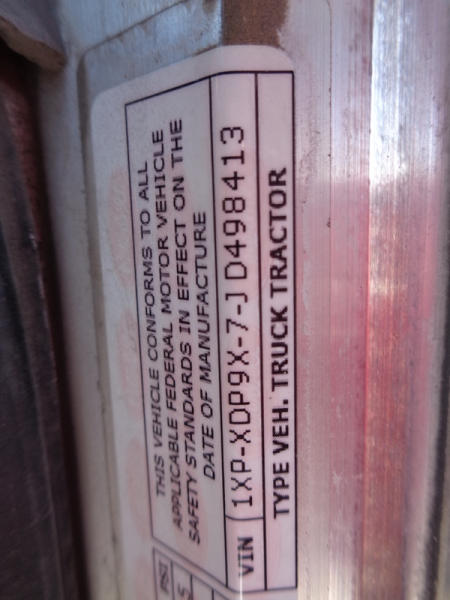 THIS VEHICLE CONFORMS TO ALL
APPLICABLE FEDERAL MOTOR VEHICLE
SAFETY STANDARDS IN EFFECT ON THE
DATE OF MANUFACTURE
VIN 1XP-XDP9X-7-JD498413
TYPE VEH. TRUCK TRACTOR
PSI